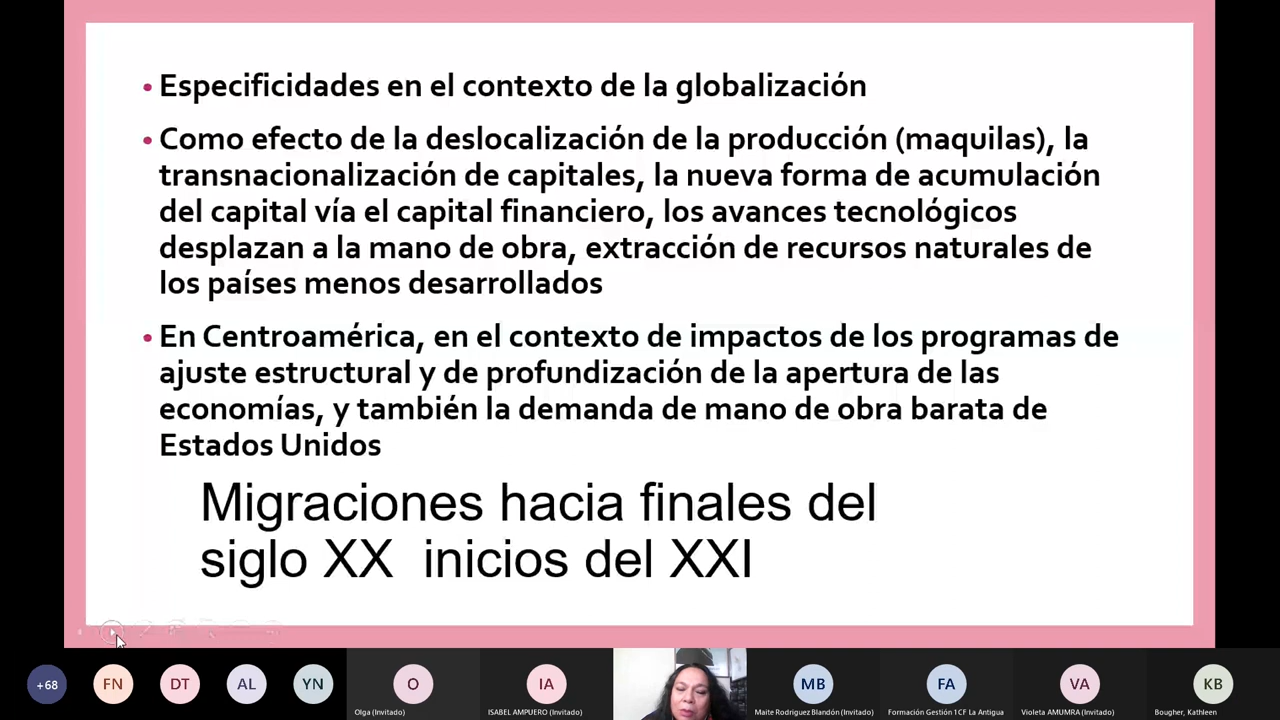 • Especificidades en el contexto de la globalización
• Como efecto de la deslocalización de la producción (maquilas), la
transnacionalización de capitales, la nueva forma de acumulación
del capital vía el capital financiero, los avances tecnológicos
desplazan a la mano de obra, extracción de recursos naturales de
los países menos desarrollados
• En Centroamérica, en el contexto de impactos de los programas de
ajuste estructural y de profundización de la apertura de las
economías, y también la demanda de mano de obra barata de
Estados Unidos
Migraciones hacia finales del
siglo XX inicios del XXI
+68 FN DT AL YN O IA MB FA VA KB
Olga (Invitado) ISABEL AMPUERO (Invitado) Maite Rodriguez Blandón (Invitado) Formación Gestión 1CF La Antigua Violeta AMUMRA (Invitado) Bougher, Kathleen